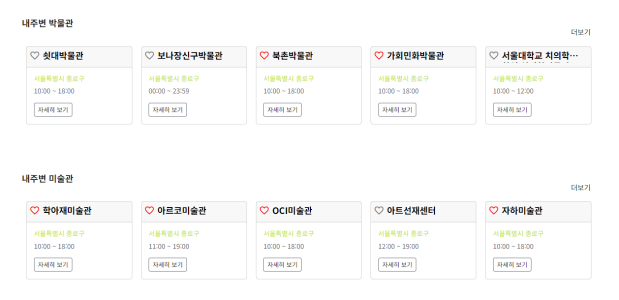 내주변 박물관
더보기
쇳대박물관
보나장신구박물관
북촌박물관
가회민화박물관
서울대학교 치의학…
서울특별시 종로구
서울특별시 종로구
서울특별시 종로구
서울특별시 종로구
서울특별시 종로구
10:00 ~ 18:00
00:00 ~ 23:59
10:00 ~ 18:00
10:00 ~ 18:00
10:00 ~ 12:00
자세히 보기
자세히 보기
자세히 보기
자세히 보기
자세히 보기
내주변 미술관
더보기
학아재미술관
아르코미술관
OCI미술관
아트선재센터
자하미술관
서울특별시 종로구
서울특별시 종로구
서울특별시 종로구
서울특별시 종로구
서울특별시 종로구
10:00 ~ 18:00
11:00 ~ 19:00
10:00 ~ 18:00
12:00 ~ 19:00
10:00 ~ 18:00
자세히 보기
자세히 보기
자세히 보기
자세히 보기
자세히 보기